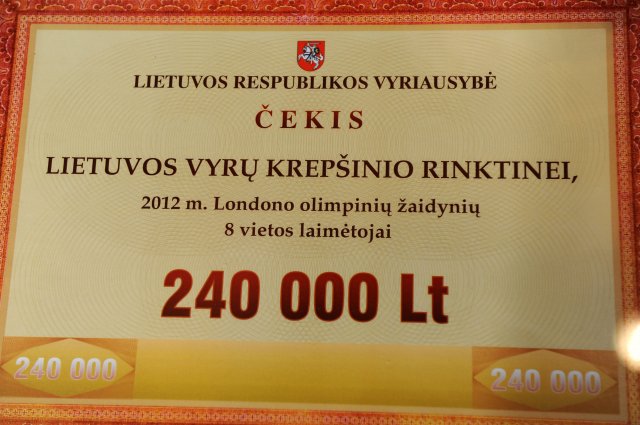 LIETUVOS RESPUBLIKOS VYRIAUSYBĖ
ČEKIS
LIETUVOS VYRŲ KREPŠINIO RINKTINEI,
2012 m. Londono olimpinių žaidynių
8 vietos laimėtojai
240 000 Lt
240 000
240 000